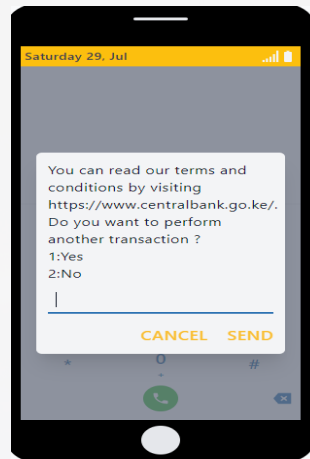 Saturday 29, Jul
You can read our terms and
conditions by visiting
https://www.centralbank.go.ke/.
Do you want to perform
another transaction ?
1:Yes
2:No
CANCEL SEND
* 0 #
+